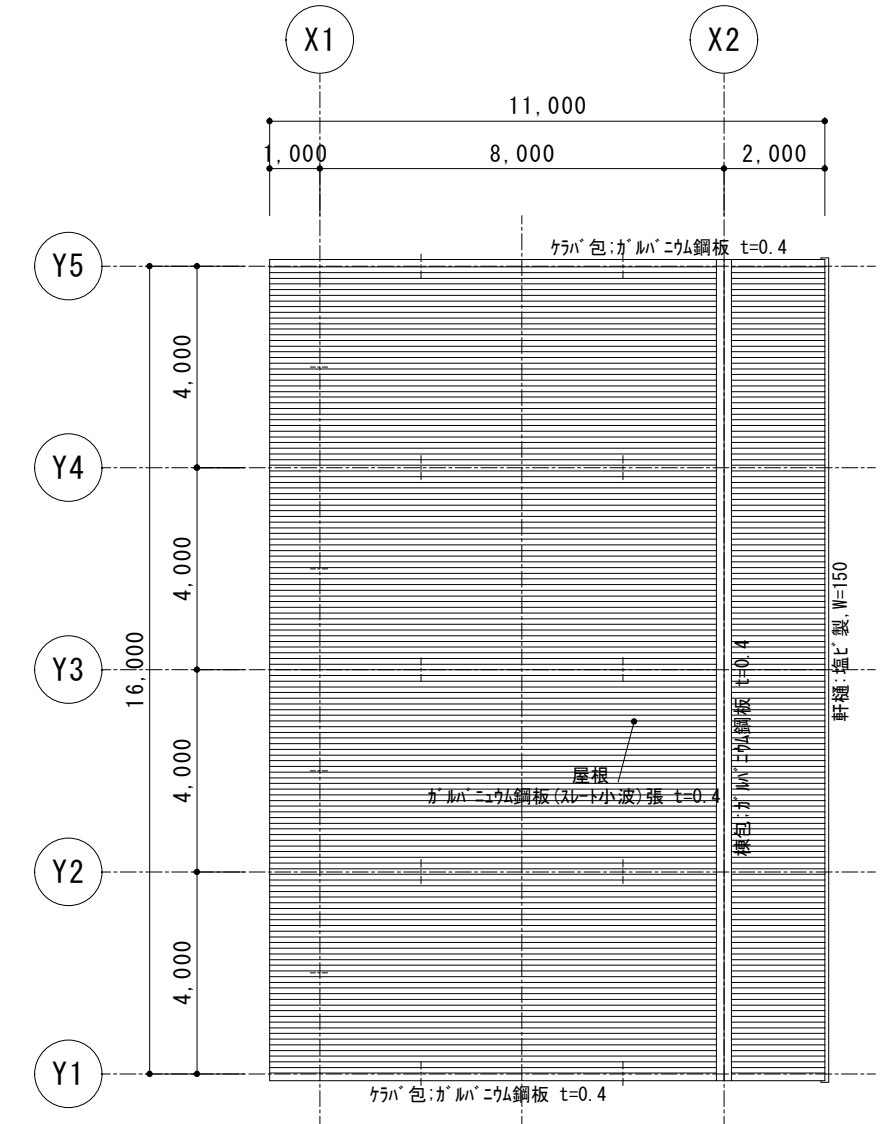 X1
X2
11,000
1,000
8,000
2,000
ケラバ包;ガルバニウム鋼板 t=0.4
Y5
4,000
Y4
4,000
Y3
16,000
4,000
Y2
4,000
Y1
屋根
ガルバニュウム鋼板(スレート小波)張 t=0.4
棟包;ガルバニウム鋼板 t=0.4
軒樋:塩ビ製,W=150
ケラバ包;ガルバニウム鋼板 t=0.4